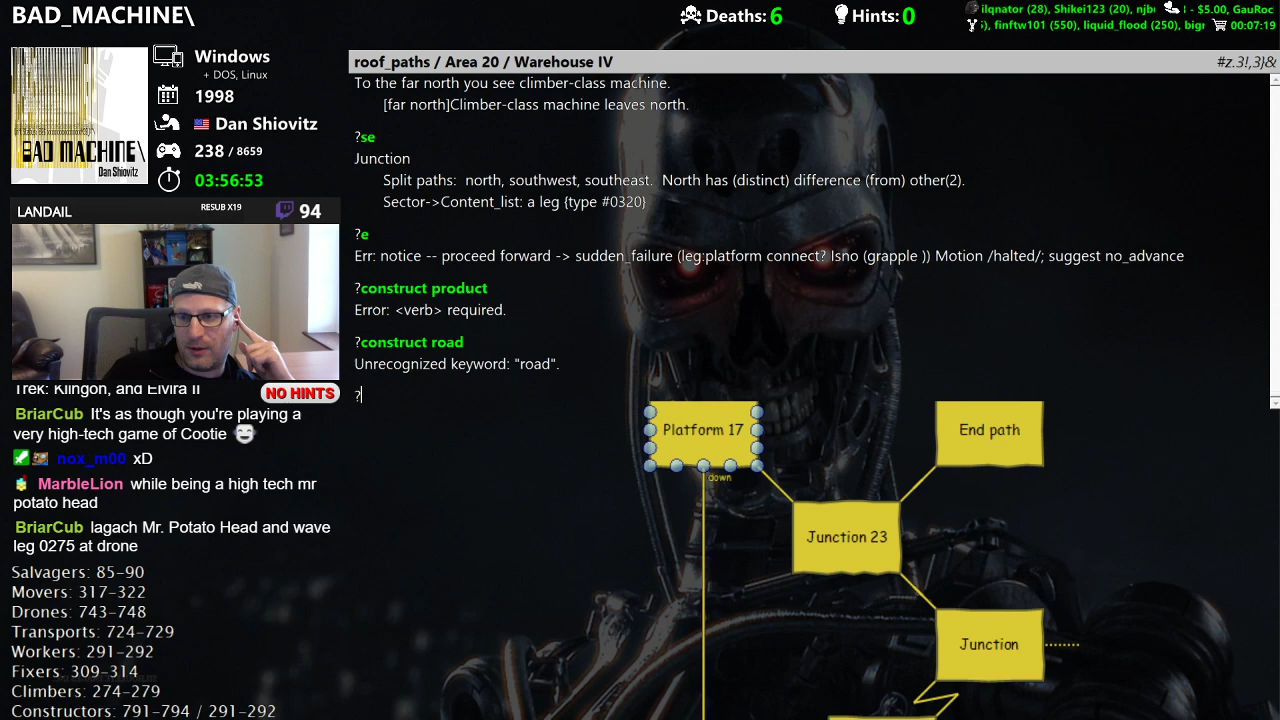 BAD_MACHINE\
Deaths: 6
Hints: 0
ilqnator (28), Shikei123 (20), njb
- $5.00, GauRoc
), finftw101 (550), liquid_flood (250), bigr
00:07:19
BAD MACHINE\
Dan Shiovitz
Windows
+ DOS, Linux
1998
Dan Shiovitz
238 / 8659
03:56:53
LANDAIL
RESUB X19
94
roof_paths / Area 20 / Warehouse IV
#z.3!,3}&
To the far north you see climber-class machine.
[far north]Climber-class machine leaves north.
?se
Junction
Split paths: north, southwest, southeast. North has (distinct) difference (from) other(2).
Sector->Content_list: a leg {type #0320}
?e
Err: notice -- proceed forward -> sudden_failure (leg:platform connect? Isno (grapple )) Motion /halted/; suggest no_advance
?construct product
Error: <verb> required.
?construct road
Unrecognized keyword: "road".
?
Trek: Klingon, and Elvira II
NO HINTS
BriarCub It's as though you're playing a
very high-tech game of Cootie
nox_m00 xD
MarbleLion while being a high tech mr
potato head
BriarCub lagach Mr. Potato Head and wave
leg 0275 at drone
Salvagers: 85-90
Movers: 317-322
Drones: 743-748
Transports: 724-729
Workers: 291-292
Fixers: 309-314
Climbers: 274-279
Constructors: 791-794 / 291-292
Platform 17
down
End path
Junction 23
Junction